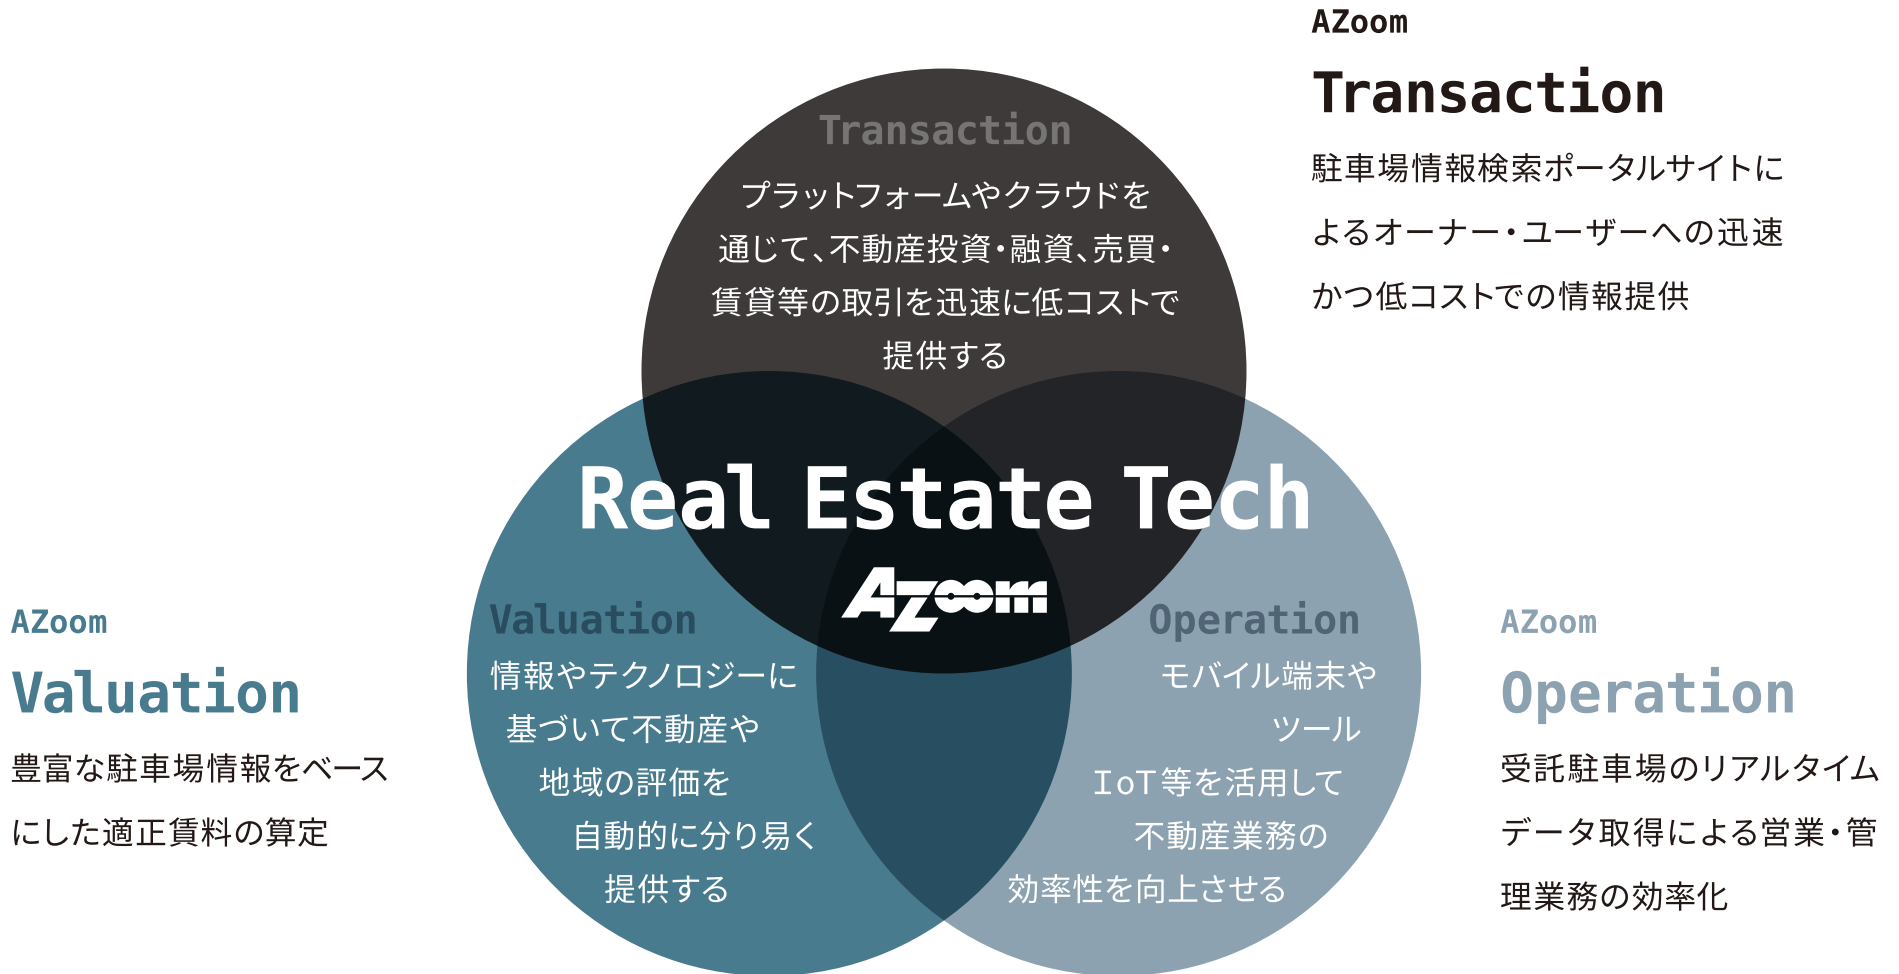 AZoom
Transaction
駐車場情報検索ポータルサイトに
よるオーナー・ユーザーへの迅速
かつ低コストでの情報提供
Transaction
プラットフォームやクラウドを
通じて、不動産投資・融資、売買・
賃貸等の取引を迅速に低コストで
提供する
Real Estate Tech
AZoom
AZoom
Valuation
豊富な駐車場情報をベース
にした適正賃料の算定
Valuation
情報やテクノロジーに
基づいて不動産や
地域の評価を
自動的に分り易く
提供する
Operation
モバイル端末や
ツール
IoT等を活用して
不動産業務の
効率性を向上させる
AZoom
Operation
受託駐車場のリアルタイム
データ取得による営業・管
理業務の効率化